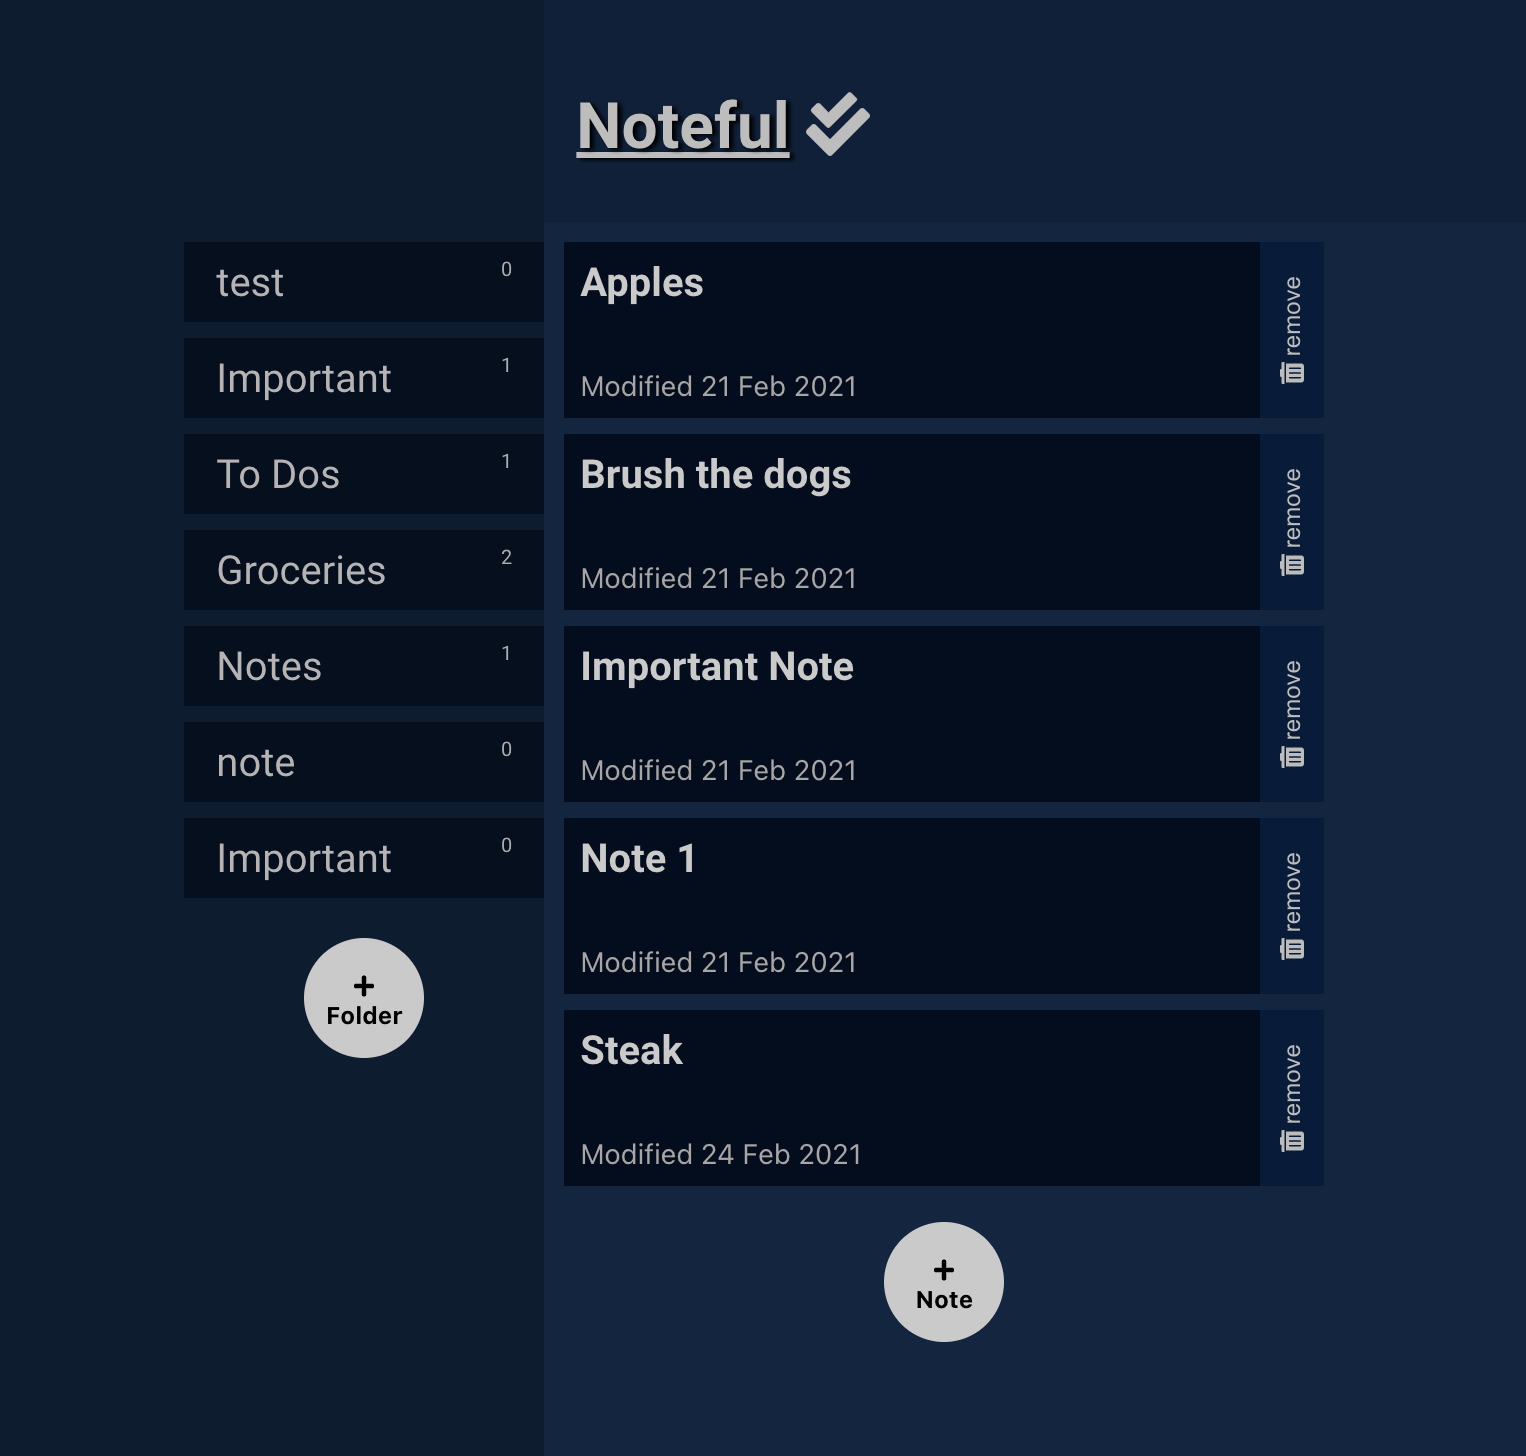 Noteful
test 0
Important 1
To Dos 1
Groceries 2
Notes 1
note 0
Important 0
+
Folder
Apples
Modified 21 Feb 2021
remove
Brush the dogs
Modified 21 Feb 2021
remove
Important Note
Modified 21 Feb 2021
remove
Note 1
Modified 21 Feb 2021
remove
Steak
Modified 24 Feb 2021
remove
+
Note